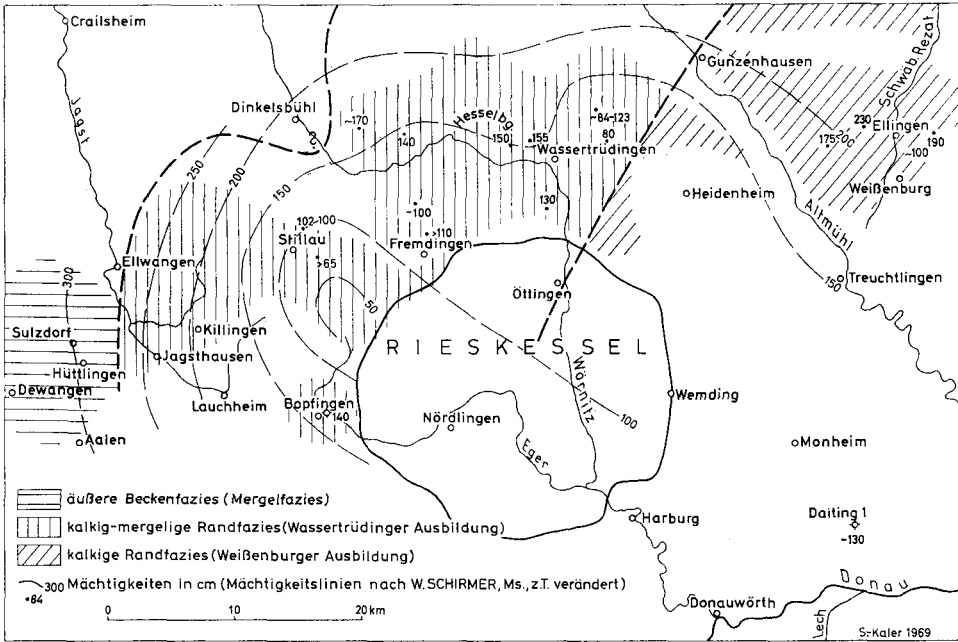 Crailsheim
Jagst
Dinkelsbühl
Hesselbg.
Gunzenhausen
Schwäb. Rezat
~170
140
150
155
~84-123
80
Wassertrüdingen
230
175
200
Ellingen
~100
190
Weißenburg
Heidenheim
Altmühl
130
250
200
150
102-100
Stillau
>65
~100
>110
Fremdingen
Ellwangen
50
Öttingen
Treuchtlingen
150
300
Sulzdorf
Hüttlingen
Dewangen
Aalen
Killingen
Jagsthausen
Lauchheim
Bopfingen
140
RIESKESSEL
Wörnitz
100
Nördlingen
Eger
Wemding
Monheim
Harburg
Daiting 1
~130
Donauwörth
Donau
Lech
äußere Beckenfazies (Mergelfazies)
kalkig-mergelige Randfazies (Wassertrüdinger Ausbildung)
kalkige Randfazies (Weißenburger Ausbildung)
300 Mächtigkeiten in cm (Mächtigkeitslinien nach W. SCHIRMER, Ms., z.T. verändert)
•84
0 10 20 km
S.-Kaler 1969